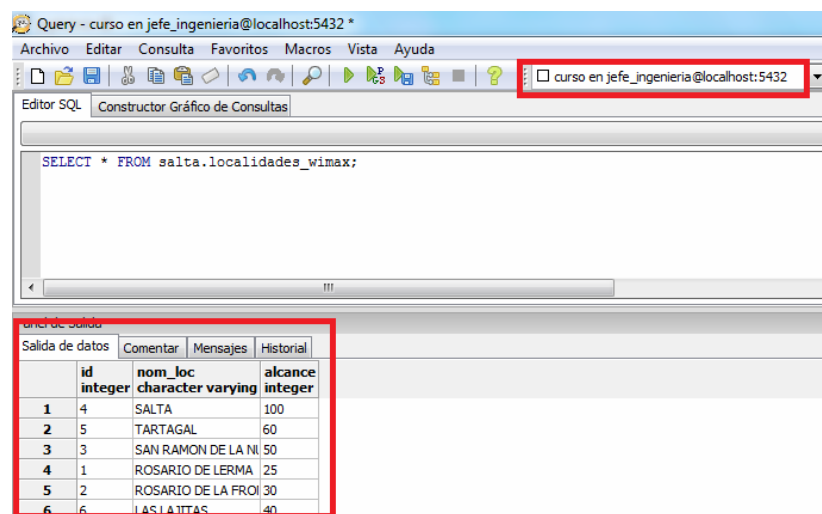 Query - curso en jefe_ingenieria@localhost:5432 *
Archivo Editar Consulta Favoritos Macros Vista Ayuda
curso en jefe_ingenieria@localhost:5432
Editor SQL Constructor Gráfico de Consultas
SELECT * FROM salta.localidades_wimax;
Salida de datos Comentar Mensajes Historial
id nom_loc alcance
integer character varying integer
1 4 SALTA 100
2 5 TARTAGAL 60
3 3 SAN RAMON DE LA 50
4 1 ROSARIO DE LERMA 25
5 2 ROSARIO DE LA 30
6 6 LAS LAJITAS 40